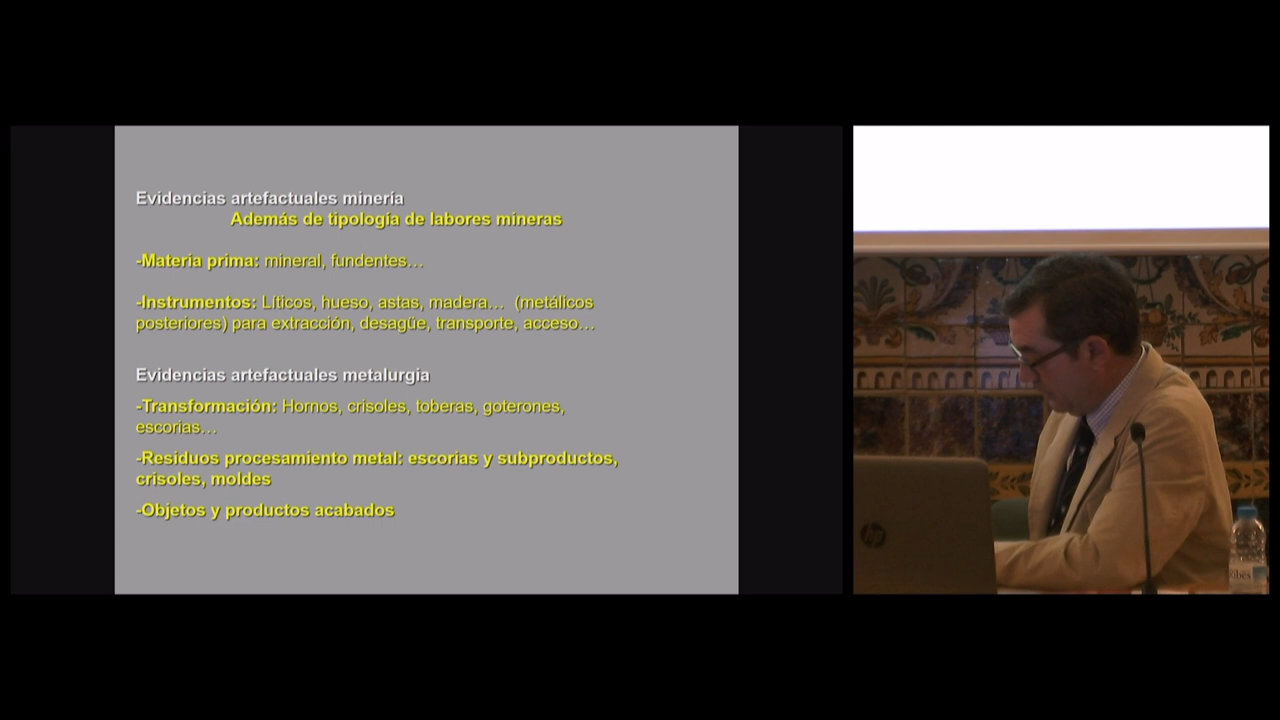 Evidencias artefactuales minería
Además de tipología de labores mineras
-Materia prima: mineral, fundentes…
-Instrumentos: Líticos, hueso, astas, madera… (metálicos
posteriores) para extracción, desagüe, transporte, acceso…
Evidencias artefactuales metalurgia
-Transformación: Hornos, crisoles, toberas, goterones,
escorias…
-Residuos procesamiento metal: escorias y subproductos,
crisoles, moldes
-Objetos y productos acabados
hp